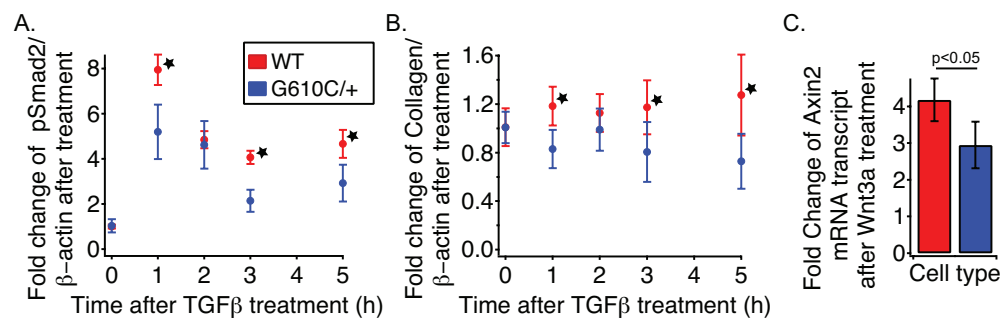 A.
Fold change of pSmad2/
β−actin after treatment
8
6
4
2
0
0
1
2
3
5
Time after TGFβ treatment (h)
WT
G610C/+
B.
Fold change of Collagen/
β−actin after treatment
1.6
1.2
0.8
0.4
0.0
0
1
2
3
5
Time after TGFβ treatment (h)
C.
Fold Change of Axin2
mRNA transcript
after Wnt3a treatment
4
3
2
1
0
p<0.05
Cell type